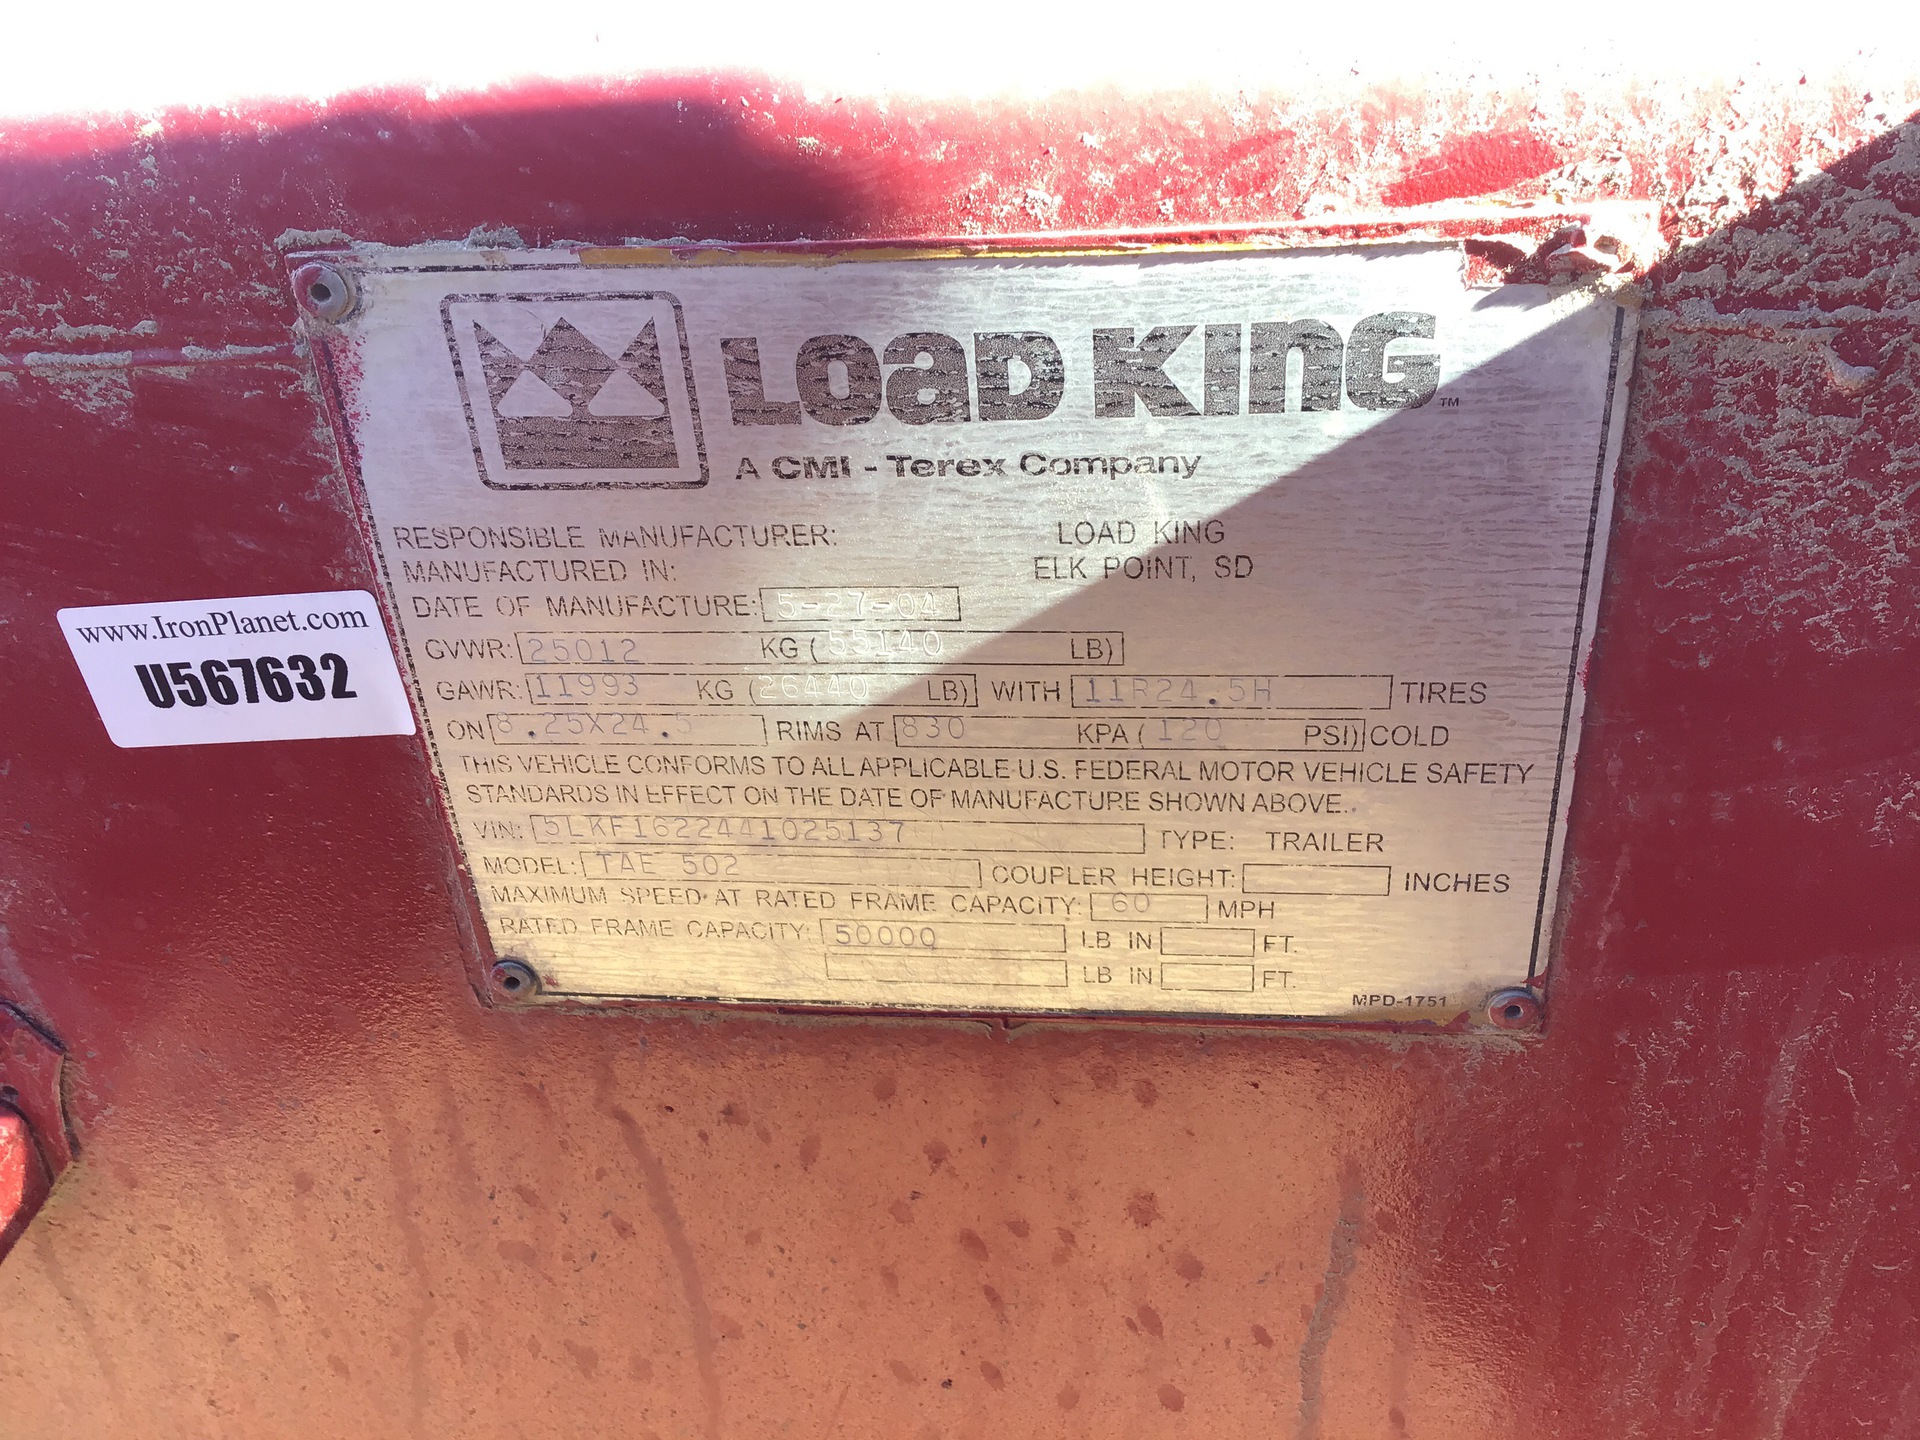 LOAD KING™
A CMI - Terex Company
RESPONSIBLE MANUFACTURER: LOAD KING
MANUFACTURED IN: ELK POINT, SD
DATE OF MANUFACTURE: 5-27-04
GVWR: 25012 KG ( 55140 LB)
GAWR: 11993 KG ( 26440 LB) WITH 11R24.5H TIRES
ON 8.25X24.5 RIMS AT 830 KPA ( 120 PSI) COLD
THIS VEHICLE CONFORMS TO ALL APPLICABLE U.S. FEDERAL MOTOR VEHICLE SAFETY
STANDARDS IN EFFECT ON THE DATE OF MANUFACTURE SHOWN ABOVE.
VIN: 5LKF1622441025137 TYPE: TRAILER
MODEL: TAE 502 COUPLER HEIGHT: INCHES
MAXIMUM SPEED AT RATED FRAME CAPACITY: 60 MPH
RATED FRAME CAPACITY: 50000 LB IN FT.
LB IN FT.
MPD-1751
www.IronPlanet.com
U567632